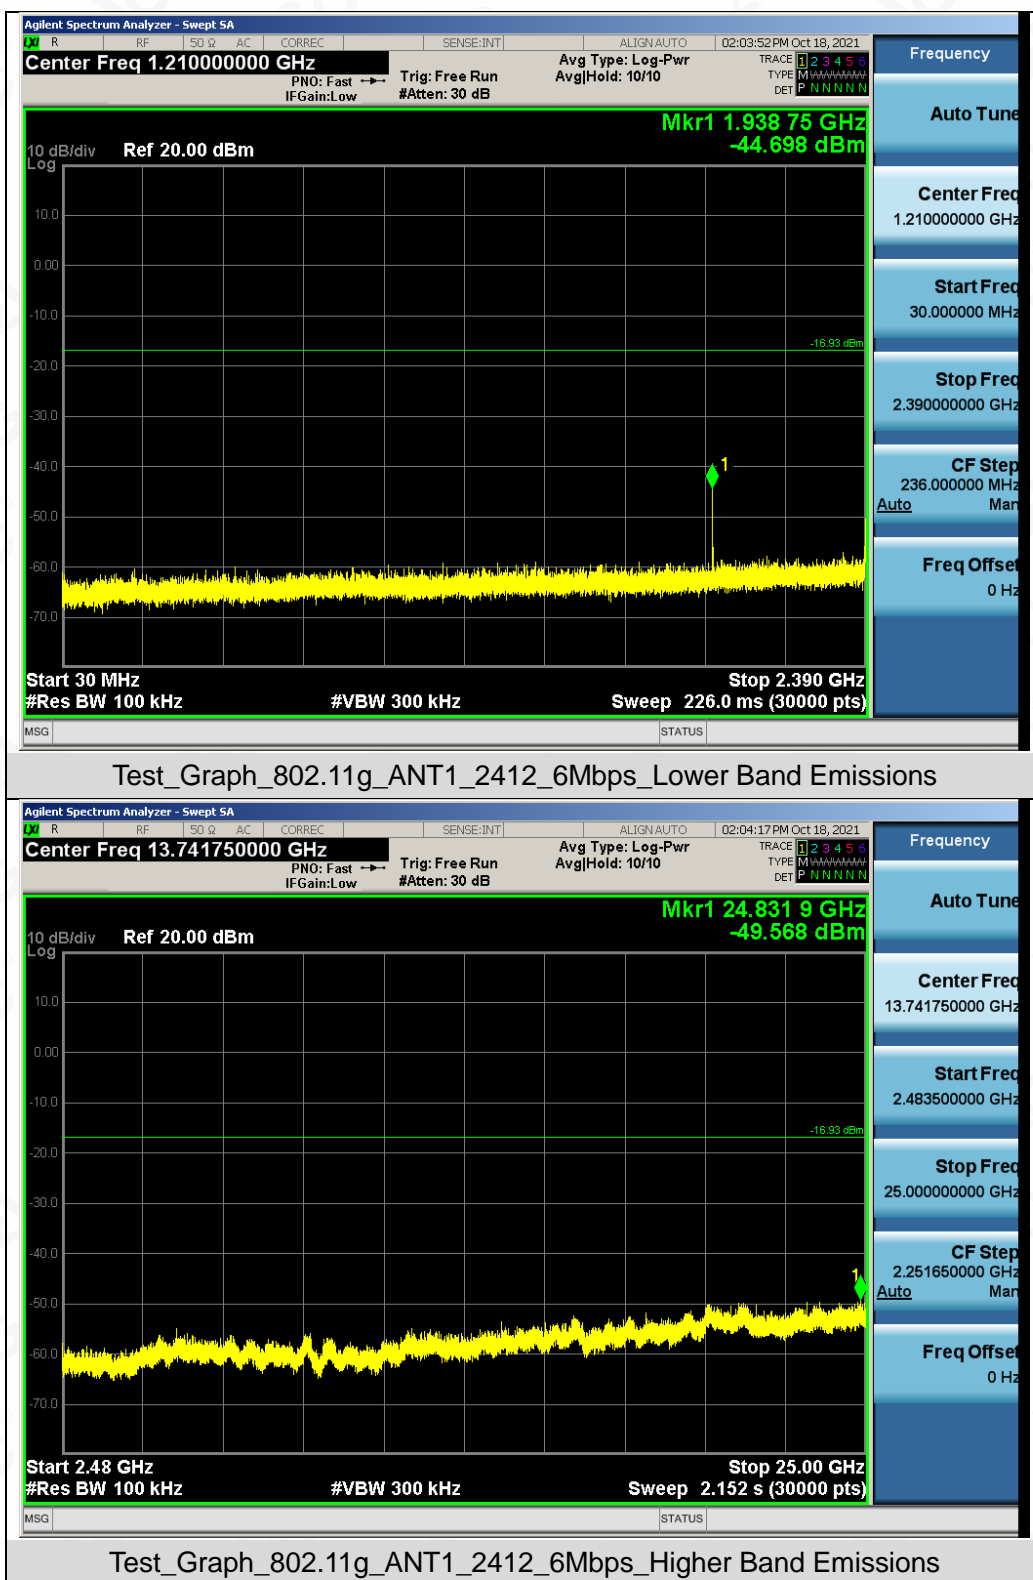 Agilent Spectrum Analyzer - Swept SA
LXI R RF 50 Ω AC CORREC SENSE:INT ALIGN AUTO 02:03:52 PM Oct 18, 2021
Center Freq 1.210000000 GHz
PNO: Fast
IFGain:Low
Trig: Free Run
#Atten: 30 dB
Avg Type: Log-Pwr
Avg|Hold: 10/10
TRACE 1 2 3 4 5 6
TYPE M WWWWW
DET P N N N N N
Mkr1 1.938 75 GHz
-44.698 dBm
10 dB/div Ref 20.00 dBm
Log
10.0
0.00
-10.0
-16.93 dBm
-20.0
-30.0
-40.0
1
-50.0
-60.0
-70.0
Start 30 MHz Stop 2.390 GHz
#Res BW 100 kHz #VBW 300 kHz Sweep 226.0 ms (30000 pts)
MSG STATUS
Frequency
Auto Tune
Center Freq
1.210000000 GHz
Start Freq
30.000000 MHz
Stop Freq
2.390000000 GHz
CF Step
236.000000 MHz
Auto Man
Freq Offset
0 Hz
Test_Graph_802.11g_ANT1_2412_6Mbps_Lower Band Emissions
Agilent Spectrum Analyzer - Swept SA
LXI R RF 50 Ω AC CORREC SENSE:INT ALIGN AUTO 02:04:17 PM Oct 18, 2021
Center Freq 13.741750000 GHz
PNO: Fast
IFGain:Low
Trig: Free Run
#Atten: 30 dB
Avg Type: Log-Pwr
Avg|Hold: 10/10
TRACE 1 2 3 4 5 6
TYPE M WWWWW
DET P N N N N N
Mkr1 24.831 9 GHz
-49.568 dBm
10 dB/div Ref 20.00 dBm
Log
10.0
0.00
-10.0
-16.93 dBm
-20.0
-30.0
-40.0
1
-50.0
-60.0
-70.0
Start 2.48 GHz Stop 25.00 GHz
#Res BW 100 kHz #VBW 300 kHz Sweep 2.152 s (30000 pts)
MSG STATUS
Frequency
Auto Tune
Center Freq
13.741750000 GHz
Start Freq
2.483500000 GHz
Stop Freq
25.000000000 GHz
CF Step
2.251650000 GHz
Auto Man
Freq Offset
0 Hz
Test_Graph_802.11g_ANT1_2412_6Mbps_Higher Band Emissions